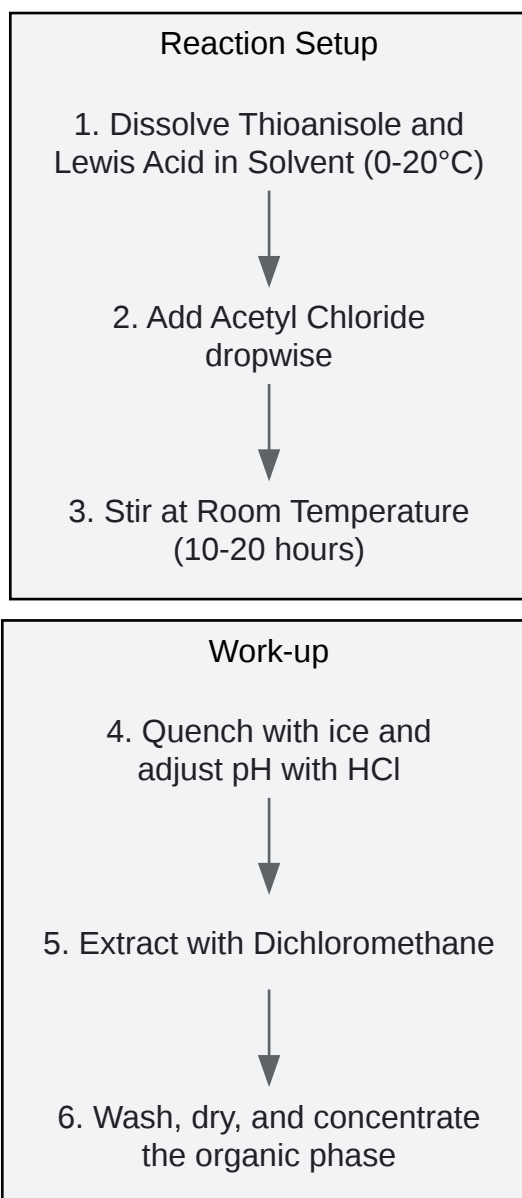 Reaction Setup
1. Dissolve Thioanisole and
Lewis Acid in Solvent (0-20°C)
2. Add Acetyl Chloride
dropwise
3. Stir at Room Temperature
(10-20 hours)
Work-up
4. Quench with ice and
adjust pH with HCl
5. Extract with Dichloromethane
6. Wash, dry, and concentrate
the organic phase